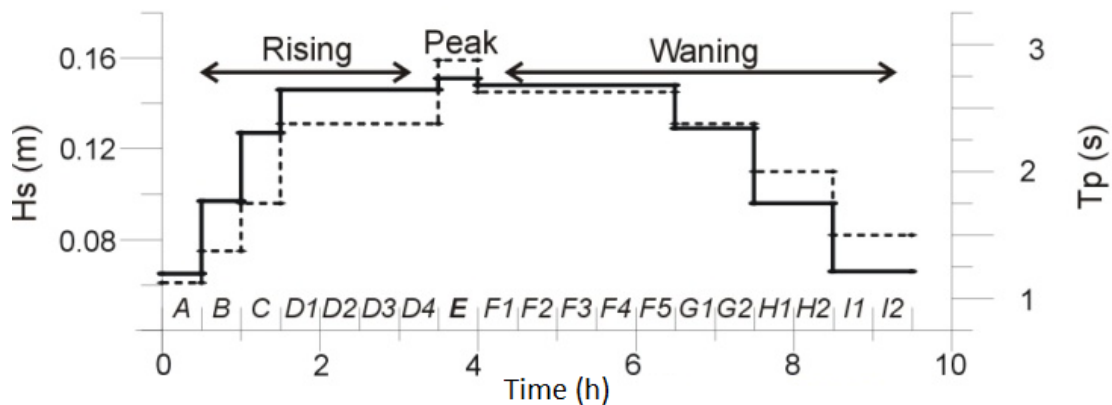 Rising Peak Waning
0.16
0.12
0.08
Hs (m)
3
2
1
Tp (s)
A B C D1 D2 D3 D4 E F1 F2 F3 F4 F5 G1 G2 H1 H2 I1 I2
0 2 4 6 8 10
Time (h)